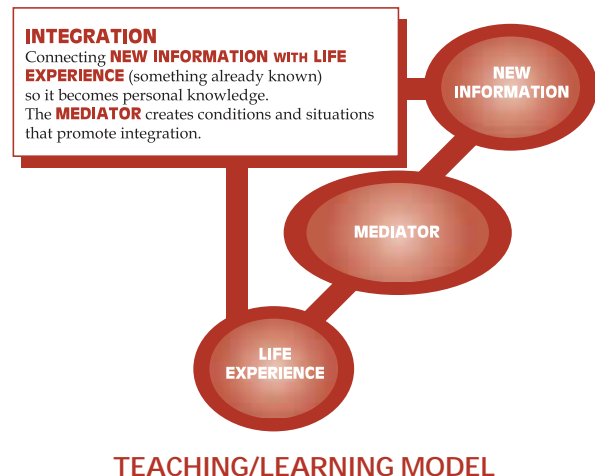 INTEGRATION
Connecting NEW INFORMATION WITH LIFE
EXPERIENCE (something already known)
so it becomes personal knowledge.
The MEDIATOR creates conditions and situations
that promote integration.
NEW
INFORMATION
MEDIATOR
LIFE
EXPERIENCE
TEACHING/LEARNING MODEL